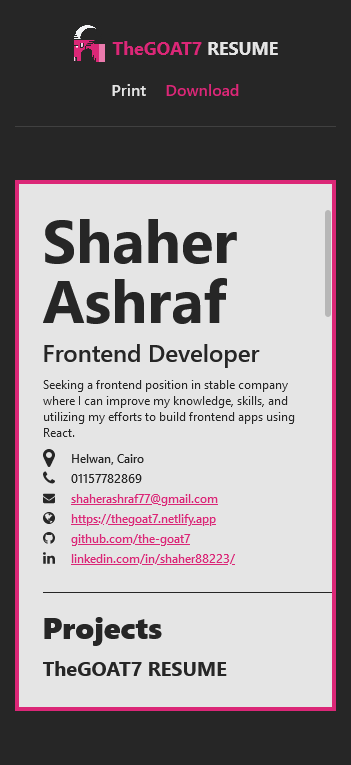 TheGOAT7 RESUME
Print Download
Shaher
Ashraf
Frontend Developer
Seeking a frontend position in stable company
where I can improve my knowledge, skills, and
utilizing my efforts to build frontend apps using
React.
Helwan, Cairo
01157782869
shaherashraf77@gmail.com
https://thegoat7.netlify.app
github.com/the-goat7
linkedin.com/in/shaher88223/
Projects
TheGOAT7 RESUME